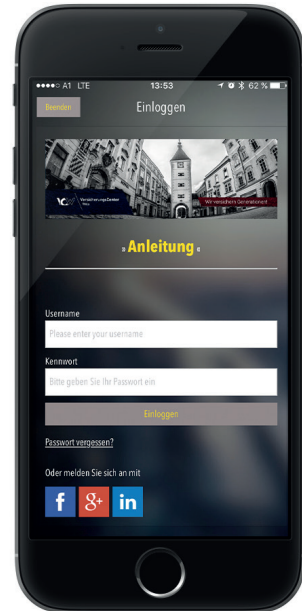 A1 LTE 13:53 62 %
Beenden Einloggen
VersicherungsCenter
Wir versichern Generationen!
» Anleitung «
Username
Please enter your username
Kennwort
Bitte geben Sie Ihr Passwort ein
Einloggen
Passwort vergessen?
Oder melden Sie sich an mit
f g+ in